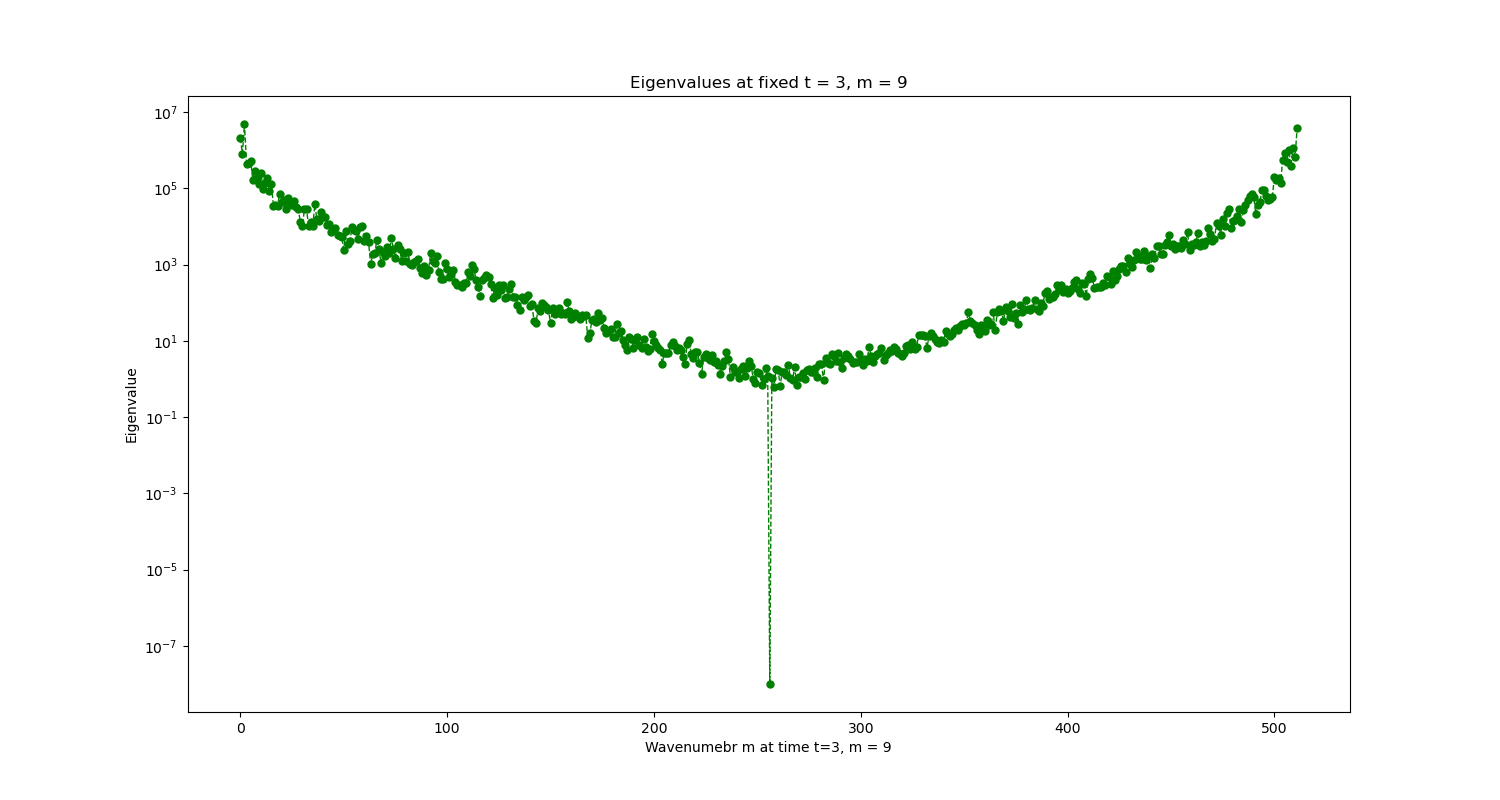 Eigenvalues at fixed t = 3, m = 9
10^7
10^5
10^3
10^1
10^-1
10^-3
10^-5
10^-7
Eigenvalue
0 100 200 300 400 500
Wavenumebr m at time t=3, m = 9